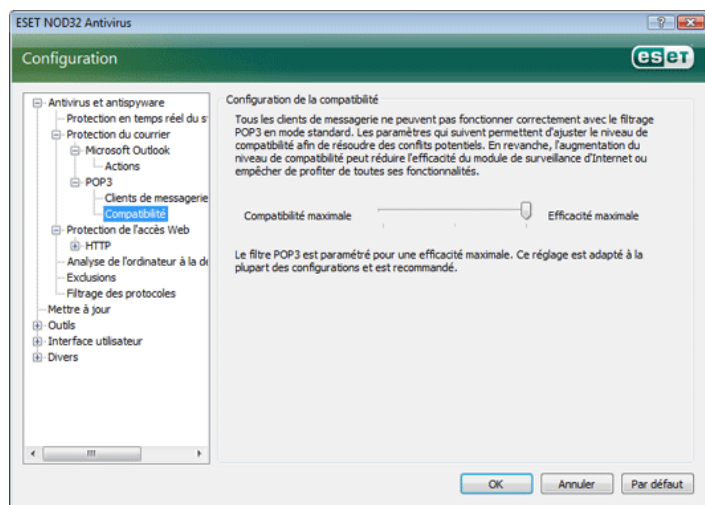 ESET NOD32 Antivirus
Configuration
eset
Antivirus et antispyware
Protection en temps réel du s
Protection du courrier
Microsoft Outlook
Actions
POP3
Clients de messagerie
Compatibilité
Protection de l'accès Web
HTTP
Analyse de l'ordinateur à la de
Exclusions
Filtrage des protocoles
Mettre à jour
Outils
Interface utilisateur
Divers
Configuration de la compatibilité
Tous les clients de messagerie ne peuvent pas fonctionner correctement avec le filtrage
POP3 en mode standard. Les paramètres qui suivent permettent d'ajuster le niveau de
compatibilité afin de résoudre des conflits potentiels. En revanche, l'augmentation du
niveau de compatibilité peut réduire l'efficacité du module de surveillance d'Internet ou
empêcher de profiter de toutes ses fonctionnalités.
Compatibilité maximale
Efficacité maximale
Le filtre POP3 est paramétré pour une efficacité maximale. Ce réglage est adapté à la
plupart des configurations et est recommandé.
OK
Annuler
Par défaut